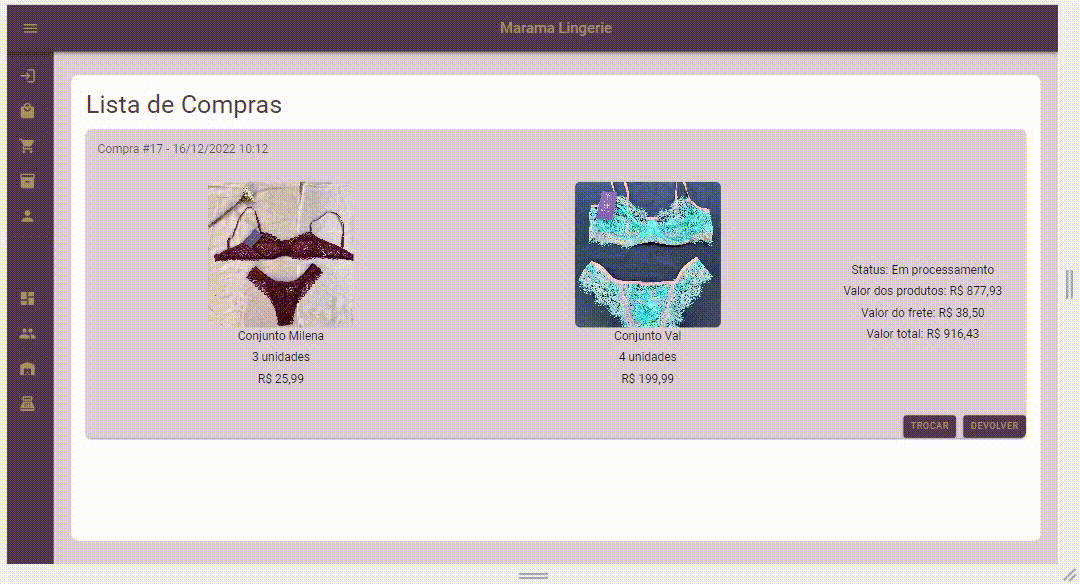 Marama Lingerie
Lista de Compras
Compra #17 - 16/12/2022 10:12
Conjunto Milena
3 unidades
R$ 25,99
Conjunto Val
4 unidades
R$ 199,99
Status: Em processamento
Valor dos produtos: R$ 877,93
Valor do frete: R$ 38,50
Valor total: R$ 916,43
TROCAR
DEVOLVER